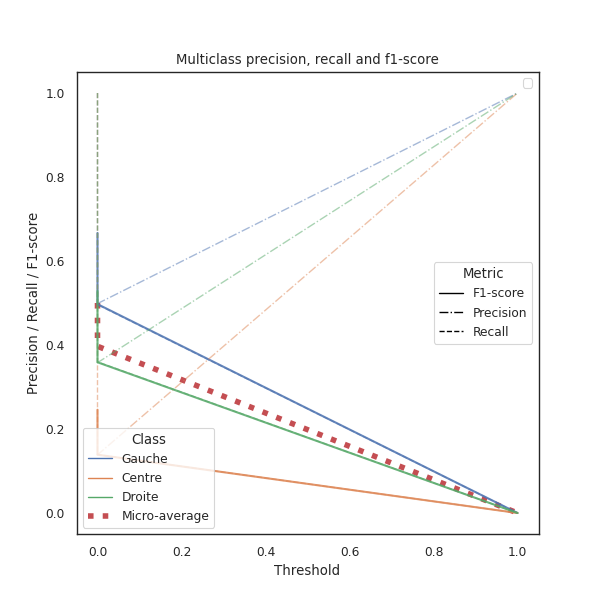 Multiclass precision, recall and f1-score
Precision / Recall / F1-score
1.0
0.8
0.6
0.4
0.2
0.0
Metric
F1-score
Precision
Recall
Class
Gauche
Centre
Droite
Micro-average
0.0 0.2 0.4 0.6 0.8 1.0
Threshold